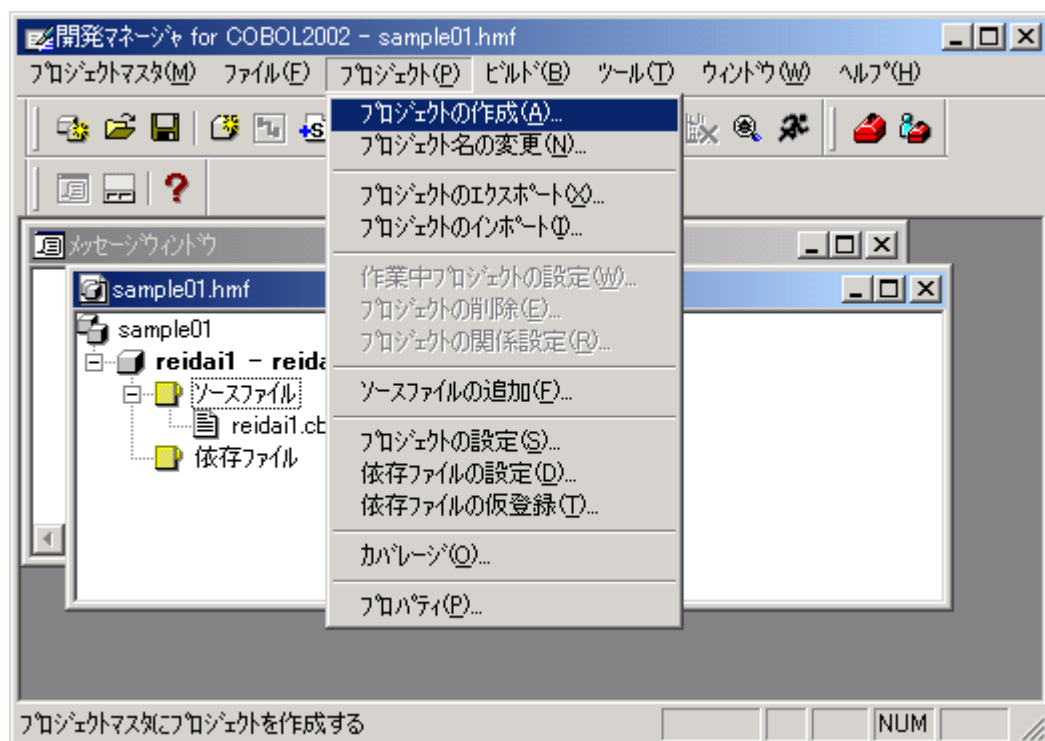 開発ﾏﾈｰｼﾞｬ for COBOL2002 - sample01.hmf
ﾌﾟﾛｼﾞｪｸﾄﾏｽﾀ(M) ﾌｧｲﾙ(F) ﾌﾟﾛｼﾞｪｸﾄ(P) ﾋﾞﾙﾄﾞ(B) ﾂｰﾙ(T) ｳｨﾝﾄﾞｳ(W) ﾍﾙﾌﾟ(H)
ﾌﾟﾛｼﾞｪｸﾄの作成(A)...
ﾌﾟﾛｼﾞｪｸﾄ名の変更(N)...
ﾌﾟﾛｼﾞｪｸﾄのｴｸｽﾎﾟｰﾄ(X)...
ﾌﾟﾛｼﾞｪｸﾄのｲﾝﾎﾟｰﾄ(I)...
作業中ﾌﾟﾛｼﾞｪｸﾄの設定(W)...
ﾌﾟﾛｼﾞｪｸﾄの削除(E)...
ﾌﾟﾛｼﾞｪｸﾄの関係設定(R)...
ｿｰｽﾌｧｲﾙの追加(F)...
ﾌﾟﾛｼﾞｪｸﾄの設定(S)...
依存ﾌｧｲﾙの設定(D)...
依存ﾌｧｲﾙの仮登録(T)...
ｶﾊﾞﾚｰｼﾞ(O)...
ﾌﾟﾛﾊﾟﾃｨ(P)...
ﾒｯｾｰｼﾞｳｨﾝﾄﾞｳ
sample01.hmf
sample01
reidai1 - reida
ｿｰｽﾌｧｲﾙ
reidai1.cb
依存ﾌｧｲﾙ
ﾌﾟﾛｼﾞｪｸﾄﾏｽﾀにﾌﾟﾛｼﾞｪｸﾄを作成する
NUM